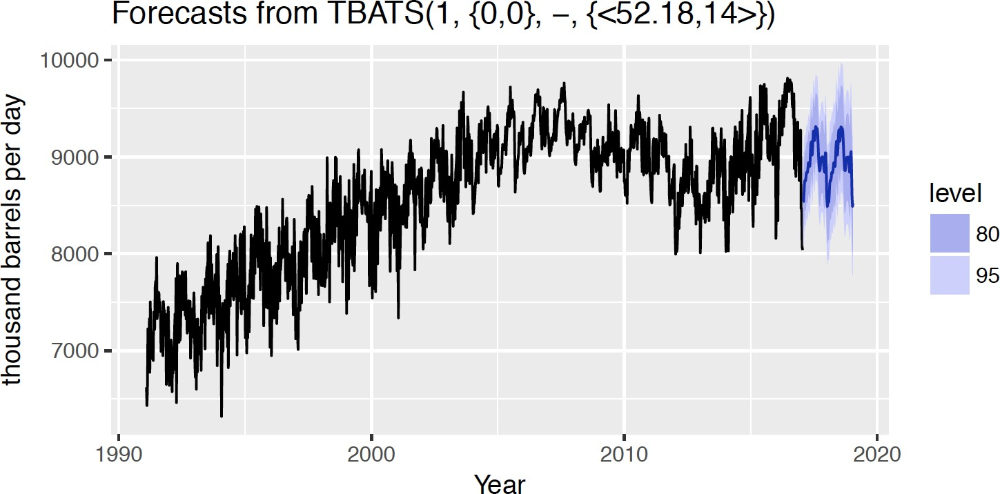 Forecasts from TBATS(1, {0,0}, −, {<52.18,14>})
thousand barrels per day
10000
9000
8000
7000
1990
2000
2010
2020
Year
level
80
95